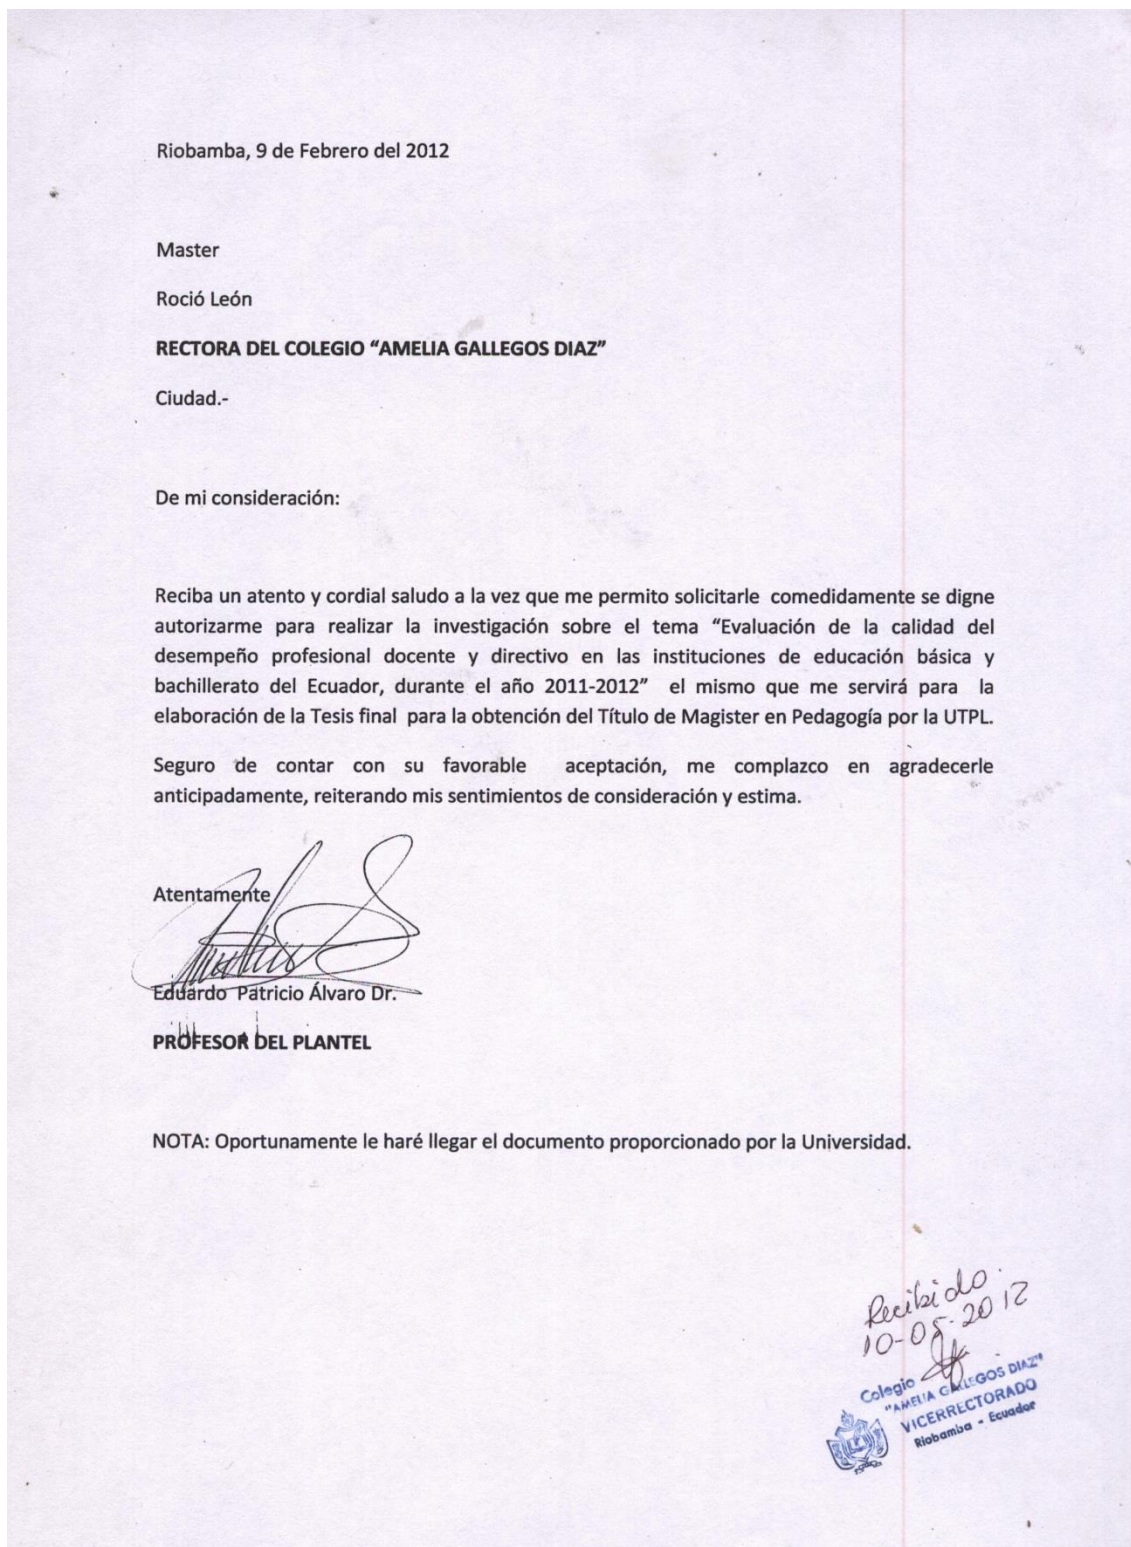 Riobamba, 9 de Febrero del 2012
Master
Roció León
RECTORA DEL COLEGIO “AMELIA GALLEGOS DIAZ”
Ciudad.-
De mi consideración:
Reciba un atento y cordial saludo a la vez que me permito solicitarle comedidamente se digne
autorizarme para realizar la investigación sobre el tema “Evaluación de la calidad del
desempeño profesional docente y directivo en las instituciones de educación básica y
bachillerato del Ecuador, durante el año 2011-2012” el mismo que me servirá para la
elaboración de la Tesis final para la obtención del Título de Magister en Pedagogía por la UTPL.
Seguro de contar con su favorable aceptación, me complazco en agradecerle
anticipadamente, reiterando mis sentimientos de consideración y estima.
Atentamente
Eduardo Patricio Álvaro Dr.
PROFESOR DEL PLANTEL
NOTA: Oportunamente le haré llegar el documento proporcionado por la Universidad.
Recibido.
10-05-2012
Colegio
"AMELIA GALLEGOS DIAZ"
VICERRECTORADO
Riobamba - Ecuador